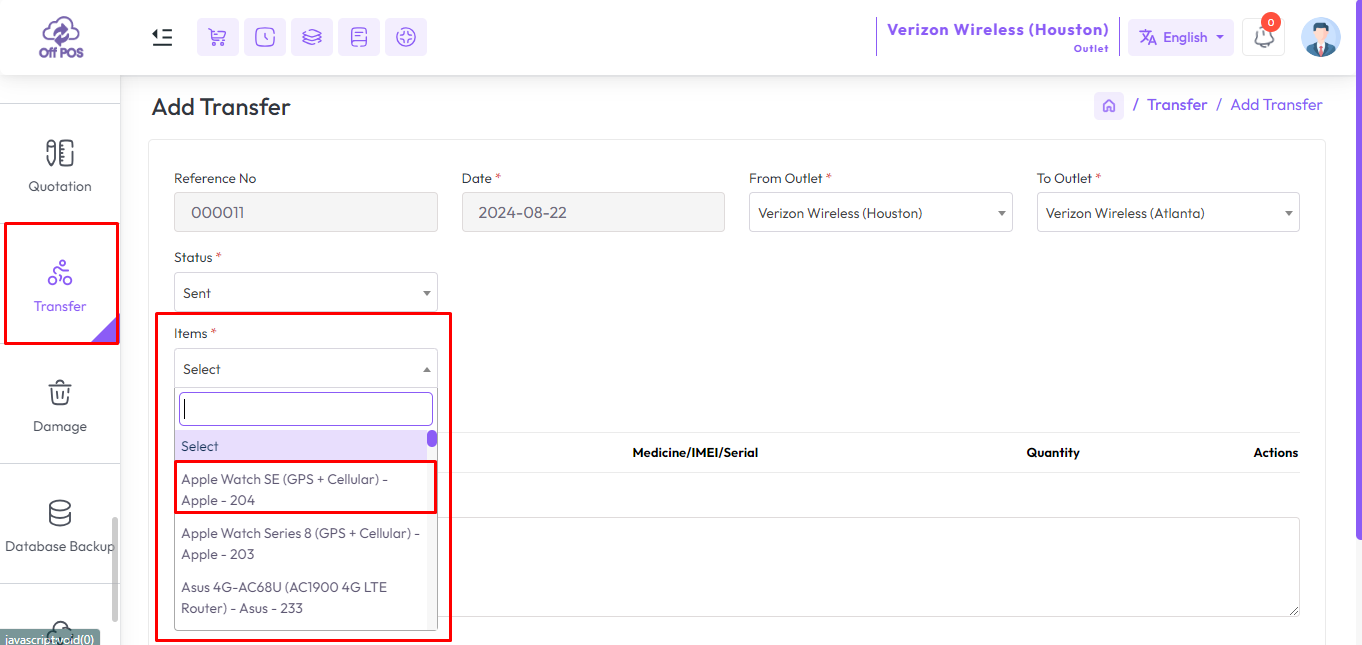 Off POS
Verizon Wireless (Houston)
Outlet
English
0
Add Transfer
/ Transfer / Add Transfer
Quotation
Transfer
Damage
Database Backup
Reference No
Date *
From Outlet *
To Outlet *
000011
2024-08-22
Verizon Wireless (Houston)
Verizon Wireless (Atlanta)
Status *
Sent
Items *
Select
Select
Apple Watch SE (GPS + Cellular) -
Apple - 204
Apple Watch Series 8 (GPS + Cellular) -
Apple - 203
Asus 4G-AC68U (AC1900 4G LTE
Router) - Asus - 233
Medicine/IMEI/Serial
Quantity
Actions
javascript:void(0)